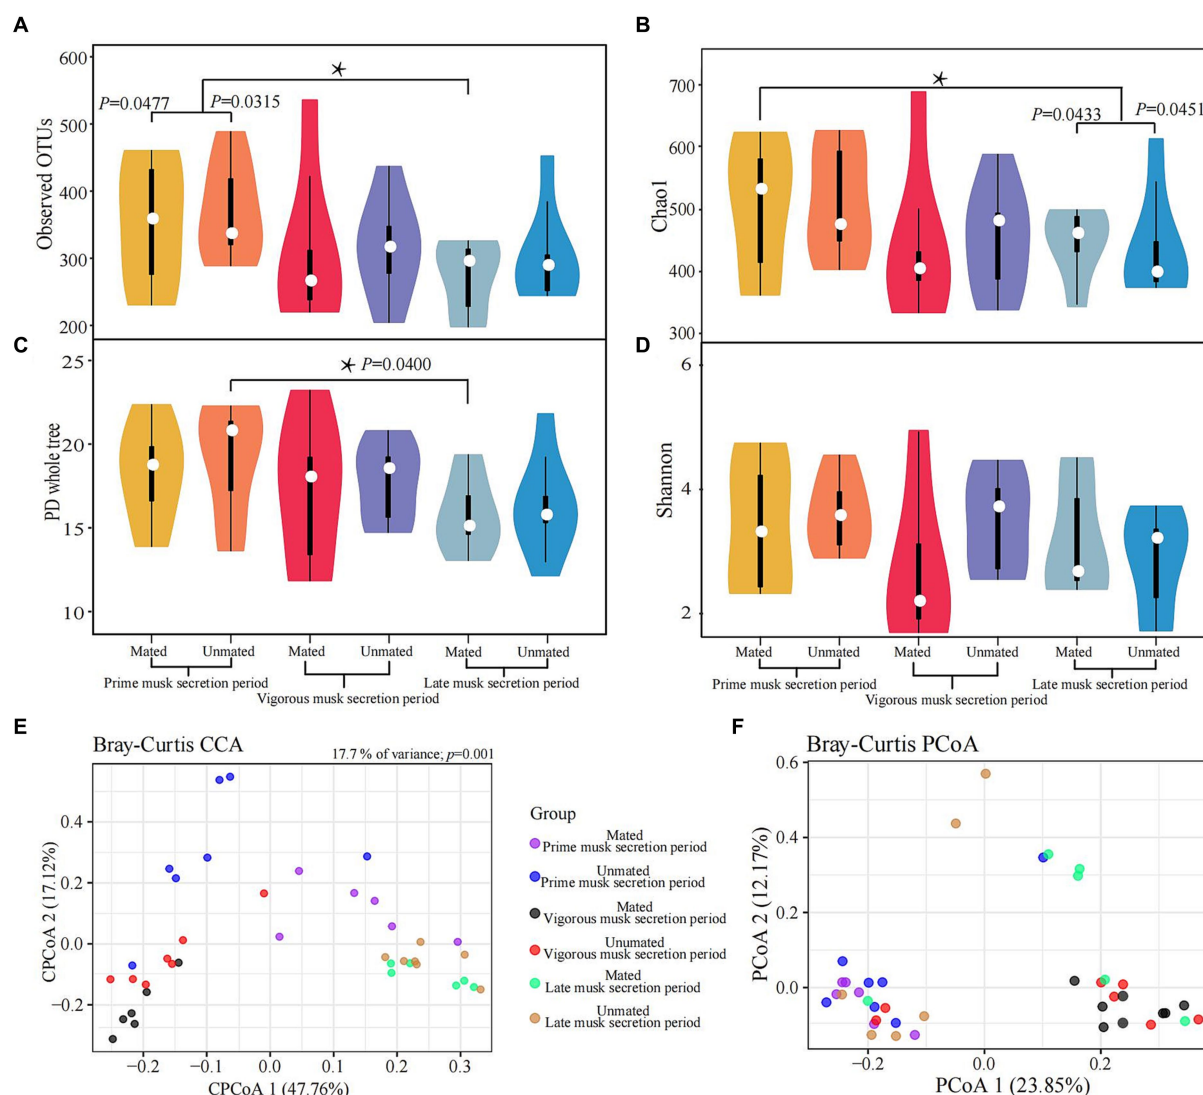 A
B
600
500
400
300
200
Observed OTUs
P=0.0477
P=0.0315
700
600
500
400
300
Chao1
P=0.0433
P=0.0451
C
D
25
20
15
10
PD whole tree
P=0.0400
6
4
2
Shannon
Mated
Unmated
Mated
Unmated
Mated
Unmated
Prime musk secretion period
Vigorous musk secretion period
Late musk secretion period
Mated
Unmated
Mated
Unmated
Mated
Unmated
Prime musk secretion period
Vigorous musk secretion period
Late musk secretion period
E
Bray-Curtis CCA
17.7 % of variance; p=0.001
0.4
0.2
0.0
−0.2
CPCoA 2 (17.12%)
−0.2
−0.1
0.0
0.1
0.2
0.3
CPCoA 1 (47.76%)
Group
Mated
Prime musk secretion period
Unmated
Prime musk secretion period
Mated
Vigorous musk secretion period
Unumated
Vigorous musk secretion period
Mated
Late musk secretion period
Unmated
Late musk secretion period
F
Bray-Curtis PCoA
0.6
0.4
0.2
0.0
PCoA 2 (12.17%)
−0.2
0.0
0.2
PCoA 1 (23.85%)